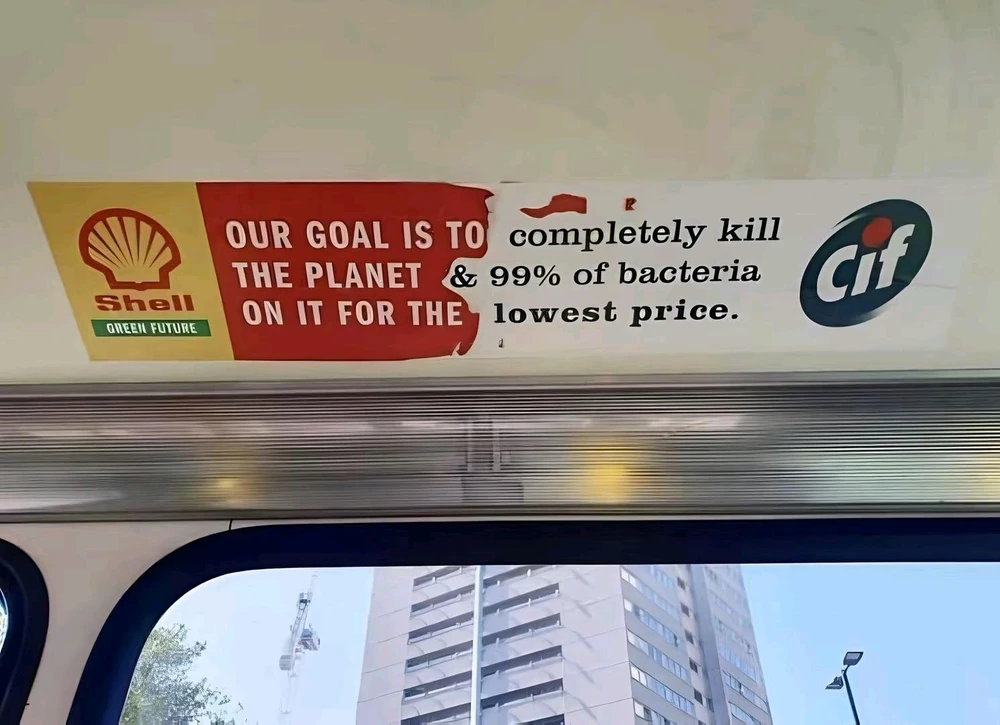 OUR GOAL IS TO completely kill
THE PLANET & 99% of bacteria
ON IT FOR THE lowest price.
Shell
GREEN FUTURE
Cif